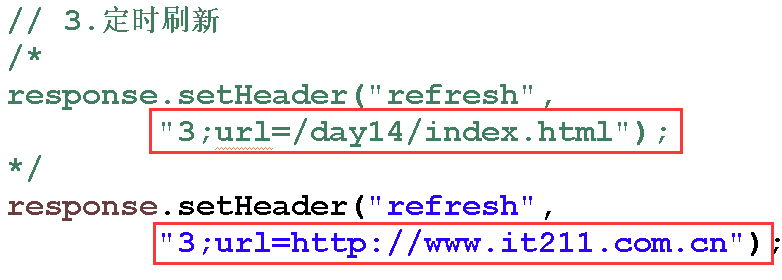 // 3.定时刷新
/*
response.setHeader("refresh",
"3;url=/day14/index.html");
*/
response.setHeader("refresh",
"3;url=http://www.it211.com.cn");